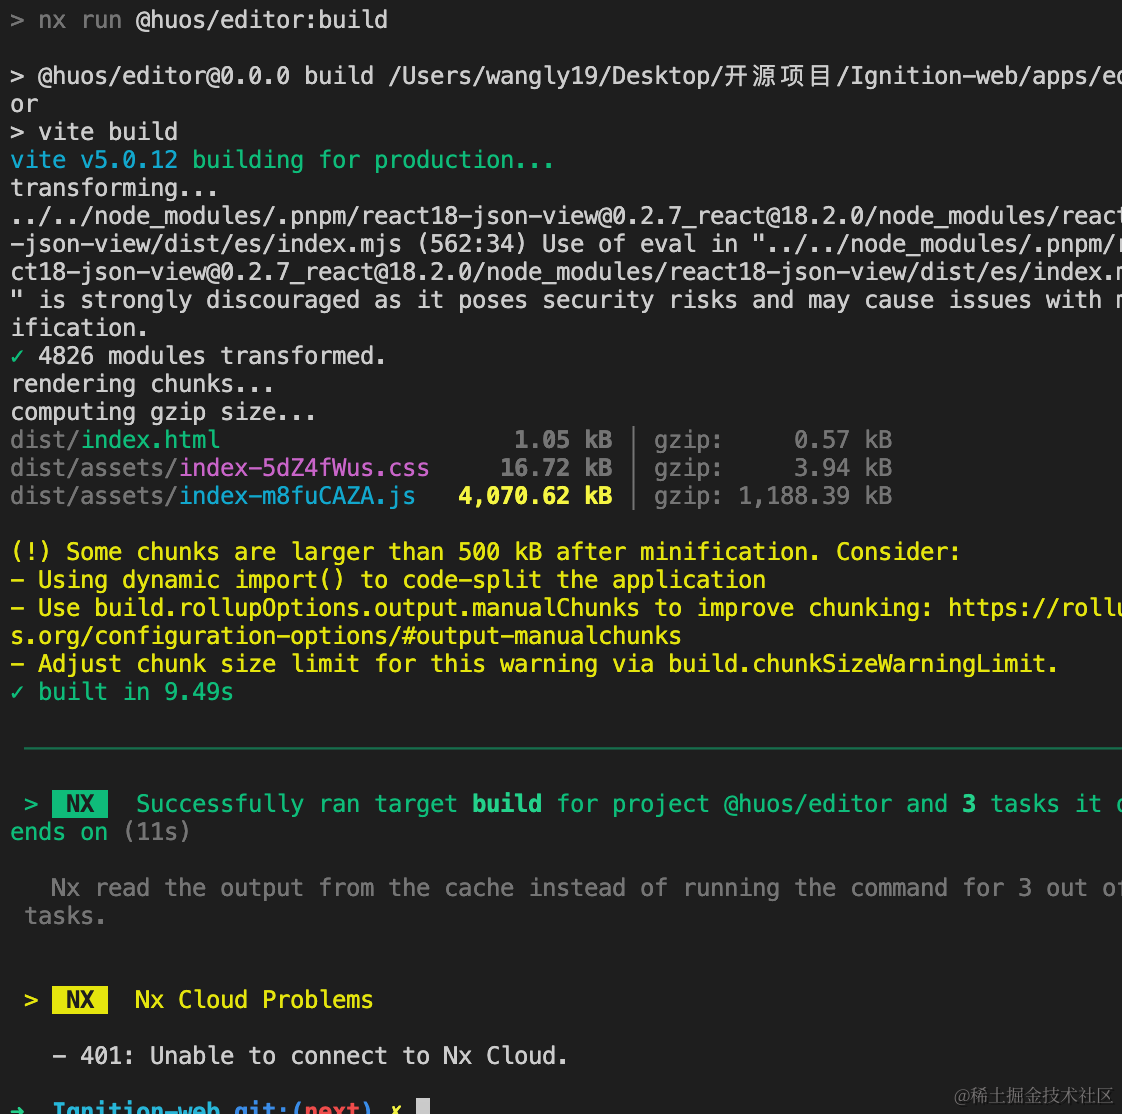 > nx run @huos/editor:build
> @huos/editor@0.0.0 build /Users/wangly19/Desktop/开源项目/Ignition-web/apps/ed
or
> vite build
vite v5.0.12 building for production...
transforming...
../../node_modules/.pnpm/react18-json-view@0.2.7_react@18.2.0/node_modules/react
-json-view/dist/es/index.mjs (562:34) Use of eval in "../../node_modules/.pnpm/r
ct18-json-view@0.2.7_react@18.2.0/node_modules/react18-json-view/dist/es/index.m
" is strongly discouraged as it poses security risks and may cause issues with m
ification.
✓ 4826 modules transformed.
rendering chunks...
computing gzip size...
dist/index.html 1.05 kB │ gzip: 0.57 kB
dist/assets/index-5dZ4fWus.css 16.72 kB │ gzip: 3.94 kB
dist/assets/index-m8fuCAZA.js 4,070.62 kB │ gzip: 1,188.39 kB
(!) Some chunks are larger than 500 kB after minification. Consider:
- Using dynamic import() to code-split the application
- Use build.rollupOptions.output.manualChunks to improve chunking: https://rollu
s.org/configuration-options/#output-manualchunks
- Adjust chunk size limit for this warning via build.chunkSizeWarningLimit.
✓ built in 9.49s
> NX Successfully ran target build for project @huos/editor and 3 tasks it d
ends on (11s)
Nx read the output from the cache instead of running the command for 3 out of
tasks.
> NX Nx Cloud Problems
- 401: Unable to connect to Nx Cloud.
➜ Ignition-web git:(next) ✗
@稀土掘金技术社区